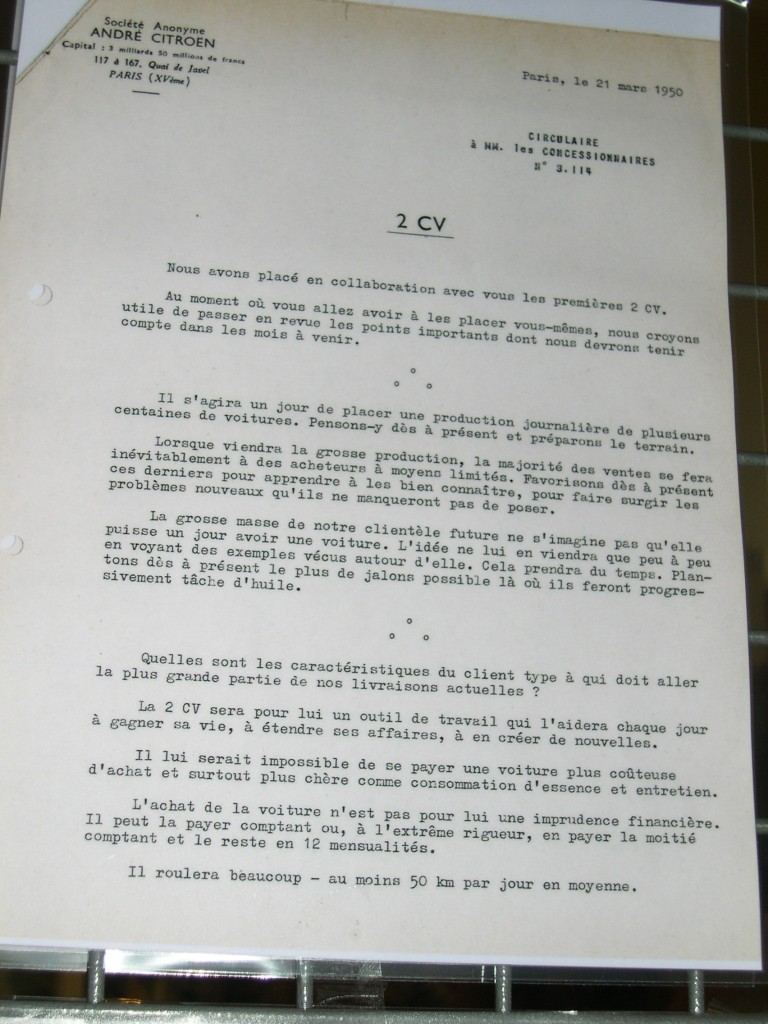 Société Anonyme
ANDRÉ CITROEN
Capital : 3 milliards 50 millions de francs
117 à 167, Quai de Javel
PARIS (XVème)
Paris, le 21 mars 1950
CIRCULAIRE
à MM. les CONCESSIONNAIRES
N° 3.114
2 CV
Nous avons placé en collaboration avec vous les premières 2 CV.
Au moment où vous allez avoir à les placer vous-mêmes, nous croyons
utile de passer en revue les points importants dont nous devrons tenir
compte dans les mois à venir.
Il s'agira un jour de placer une production journalière de plusieurs
centaines de voitures. Pensons-y dès à présent et préparons le terrain.
Lorsque viendra la grosse production, la majorité des ventes se fera
inévitablement à des acheteurs à moyens limités. Favorisons dès à présent
ces derniers pour apprendre à les bien connaître, pour faire surgir les
problèmes nouveaux qu'ils ne manqueront pas de poser.
La grosse masse de notre clientèle future ne s'imagine pas qu'elle
puisse un jour avoir une voiture. L'idée ne lui en viendra que peu à peu
en voyant des exemples vécus autour d'elle. Cela prendra du temps. Plan-
tons dès à présent le plus de jalons possible là où ils feront progres-
sivement tâche d'huile.
Quelles sont les caractéristiques du client type à qui doit aller
la plus grande partie de nos livraisons actuelles ?
La 2 CV sera pour lui un outil de travail qui l'aidera chaque jour
à gagner sa vie, à étendre ses affaires, à en créer de nouvelles.
Il lui serait impossible de se payer une voiture plus coûteuse
d'achat et surtout plus chère comme consommation d'essence et entretien.
L'achat de la voiture n'est pas pour lui une imprudence financière.
Il peut la payer comptant ou, à l'extrême rigueur, en payer la moitié
comptant et le reste en 12 mensualités.
Il roulera beaucoup - au moins 50 km par jour en moyenne.